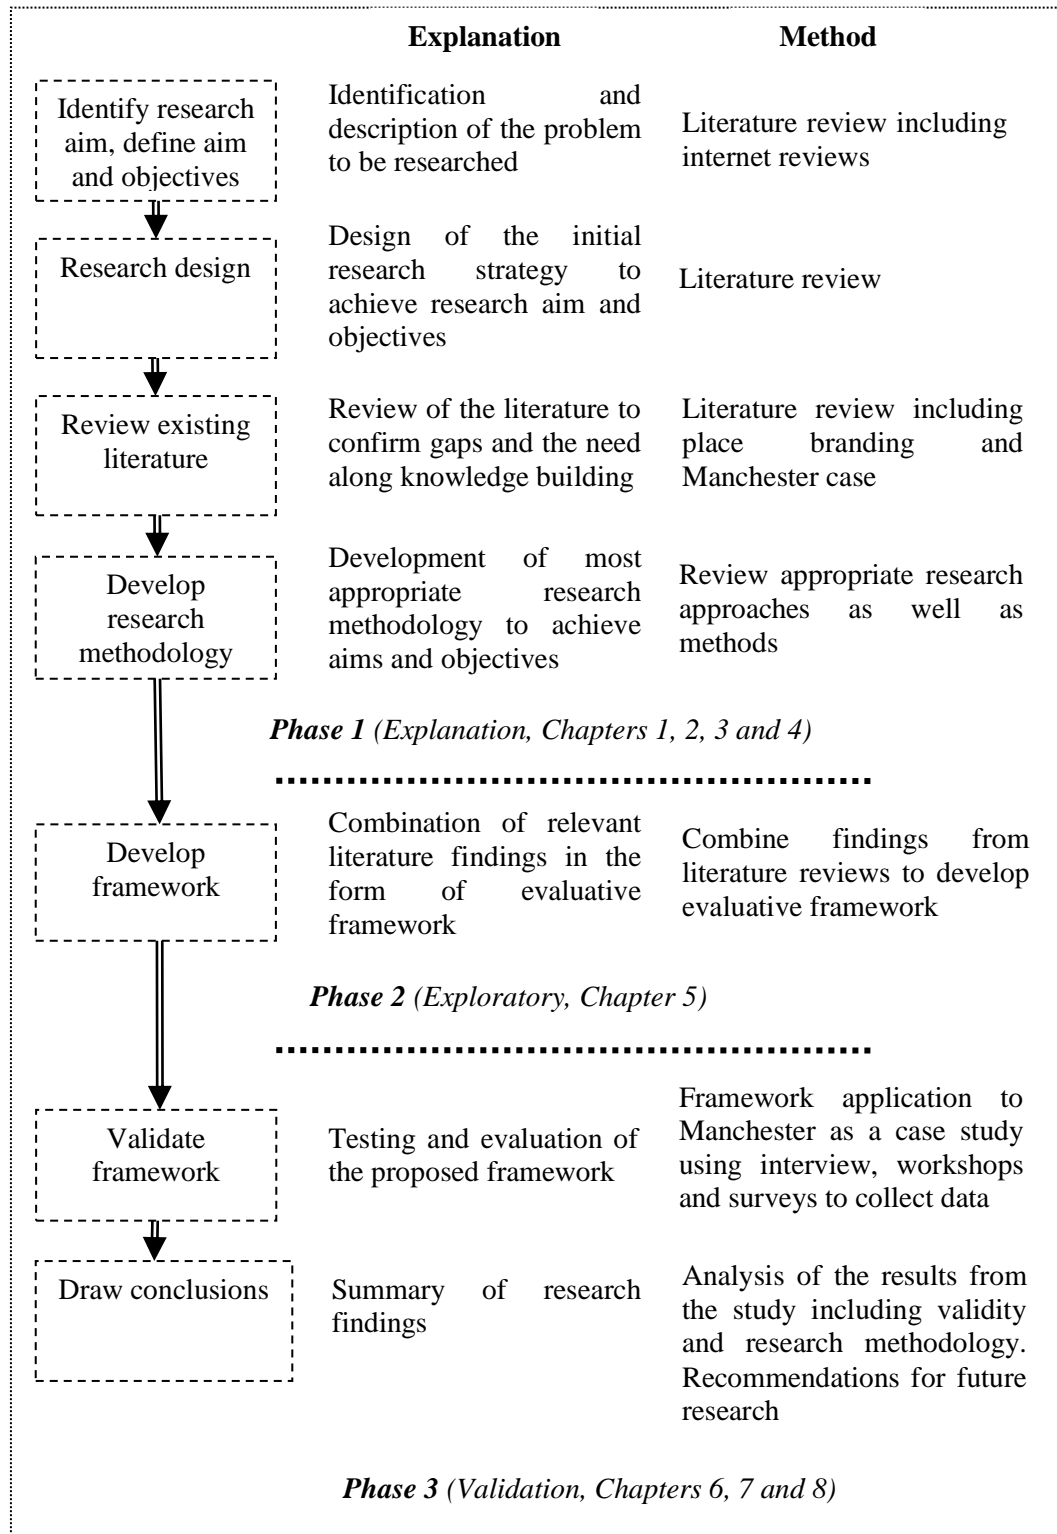 Explanation Method
Identify research
aim, define aim
and objectives
Identification and
description of the problem
to be researched
Literature review including
internet reviews
Research design
Design of the initial
research strategy to
achieve research aim and
objectives
Literature review
Review existing
literature
Review of the literature to
confirm gaps and the need
along knowledge building
Literature review including
place branding and
Manchester case
Develop
research
methodology
Development of most
appropriate research
methodology to achieve
aims and objectives
Review appropriate research
approaches as well as
methods
Phase 1 (Explanation, Chapters 1, 2, 3 and 4)
Develop
framework
Combination of relevant
literature findings in the
form of evaluative
framework
Combine findings from
literature reviews to develop
evaluative framework
Phase 2 (Exploratory, Chapter 5)
Validate
framework
Testing and evaluation of
the proposed framework
Framework application to
Manchester as a case study
using interview, workshops
and surveys to collect data
Draw conclusions
Summary of research
findings
Analysis of the results from
the study including validity
and research methodology.
Recommendations for future
research
Phase 3 (Validation, Chapters 6, 7 and 8)